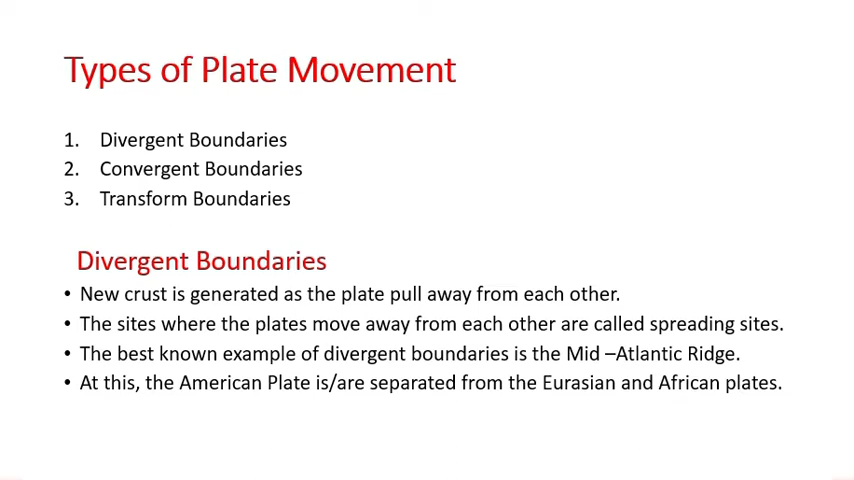 Types of Plate Movement
1. Divergent Boundaries
2. Convergent Boundaries
3. Transform Boundaries
Divergent Boundaries
• New crust is generated as the plate pull away from each other.
• The sites where the plates move away from each other are called spreading sites.
• The best known example of divergent boundaries is the Mid –Atlantic Ridge.
• At this, the American Plate is/are separated from the Eurasian and African plates.